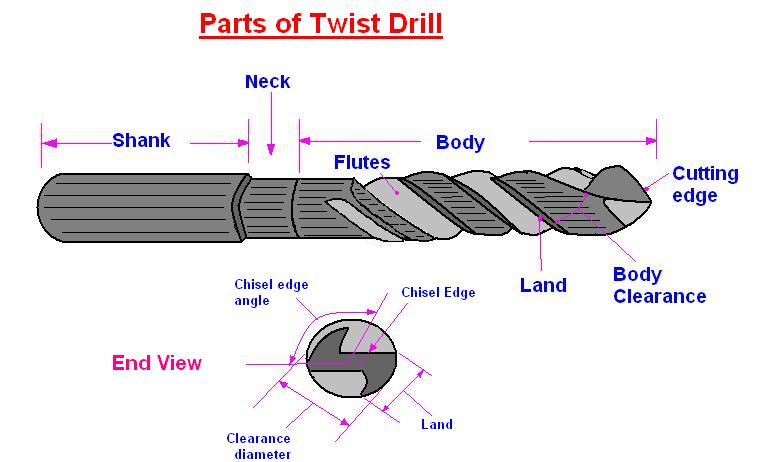 Parts of Twist Drill
Neck
Shank
Body
Flutes
Cutting
edge
Land
Body
Clearance
Chisel edge
angle
Chisel Edge
End View
Land
Clearance
diameter